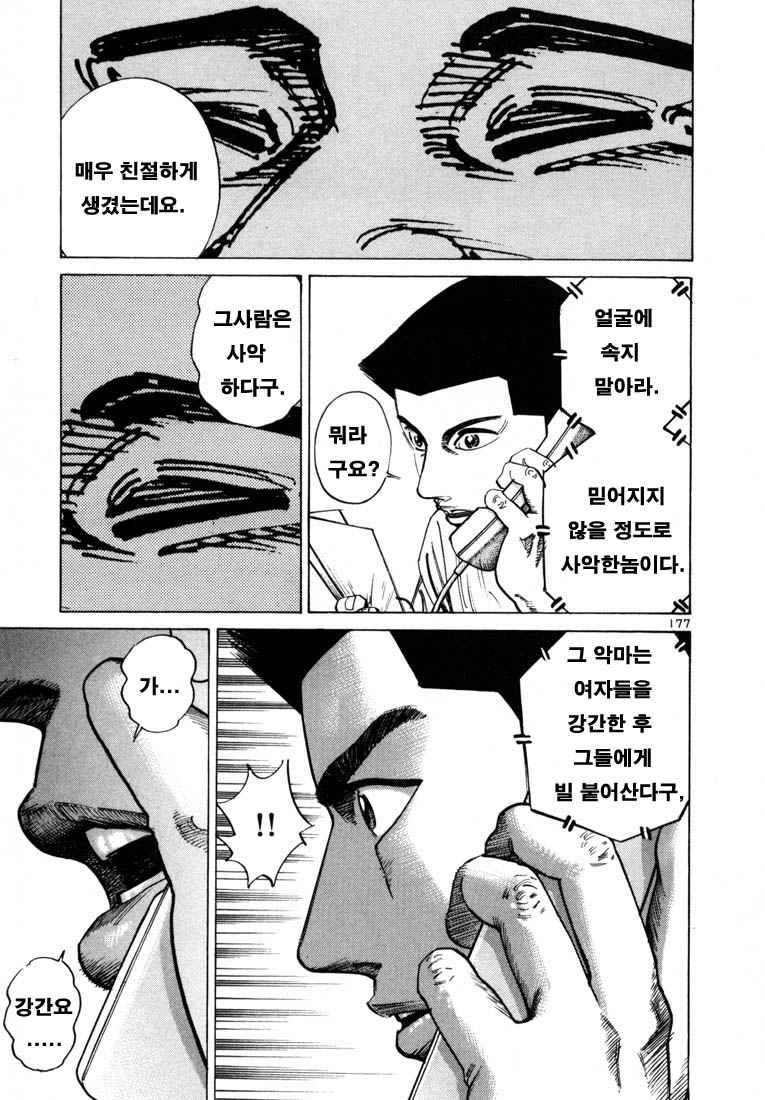 매우 친절하게
생겼는데요.
얼굴에
속지
말아라.
믿어지지
않을 정도로
사악한놈이다.
뭐라
구요?
그사람은
사악
하다구.
177
그 악마는
여자들을
강간한 후
그들에게
빌 붙어산다구,
!!
가...
강간요
.....